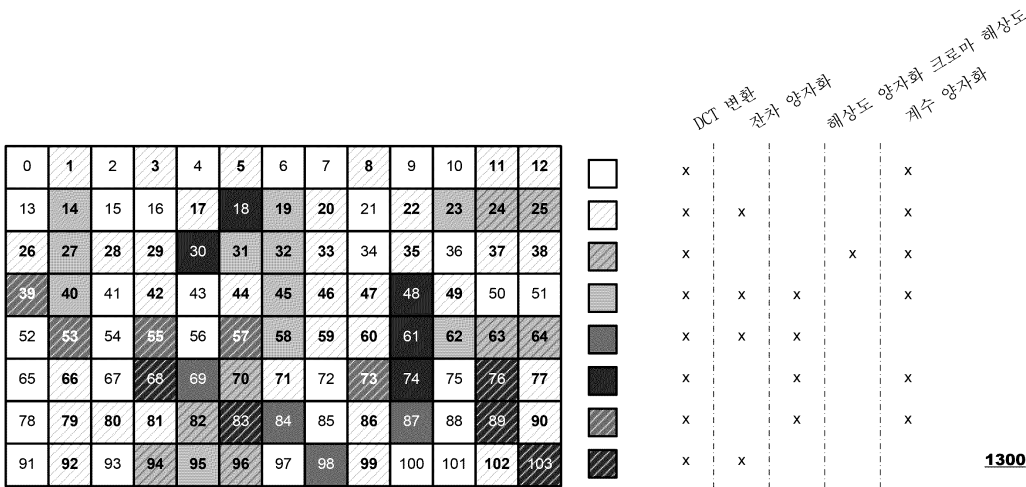 DCT 변환
잔차 양자화
해상도 양자화 크로마 해상도
계수 양자화
0 1 2 3 4 5 6 7 8 9 10 11 12 x x
13 14 15 16 17 18 19 20 21 22 23 24 25 x x x
26 27 28 29 30 31 32 33 34 35 36 37 38 x x x
39 40 41 42 43 44 45 46 47 48 49 50 51 x x x x
52 53 54 55 56 57 58 59 60 61 62 63 64 x x x
65 66 67 68 69 70 71 72 73 74 75 76 77 x x x
78 79 80 81 82 83 84 85 86 87 88 89 90 x x x
91 92 93 94 95 96 97 98 99 100 101 102 103 x x
1300